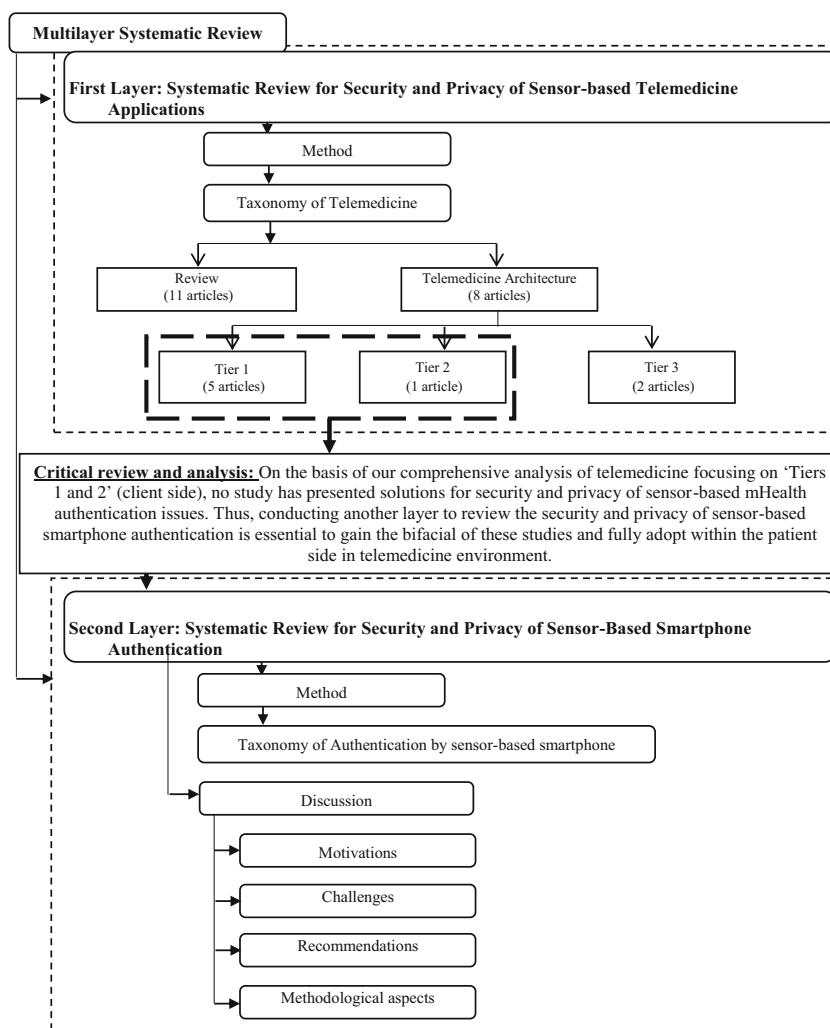 Multilayer Systematic Review
First Layer: Systematic Review for Security and Privacy of Sensor-based Telemedicine
Applications
Method
Taxonomy of Telemedicine
Review
(11 articles)
Telemedicine Architecture
(8 articles)
Tier 1
(5 articles)
Tier 2
(1 article)
Tier 3
(2 articles)
Critical review and analysis: On the basis of our comprehensive analysis of telemedicine focusing on ‘Tiers
1 and 2’ (client side), no study has presented solutions for security and privacy of sensor-based mHealth
authentication issues. Thus, conducting another layer to review the security and privacy of sensor-based
smartphone authentication is essential to gain the bifacial of these studies and fully adopt within the patient
side in telemedicine environment.
Second Layer: Systematic Review for Security and Privacy of Sensor-Based Smartphone
Authentication
Method
Taxonomy of Authentication by sensor-based smartphone
Discussion
Motivations
Challenges
Recommendations
Methodological aspects